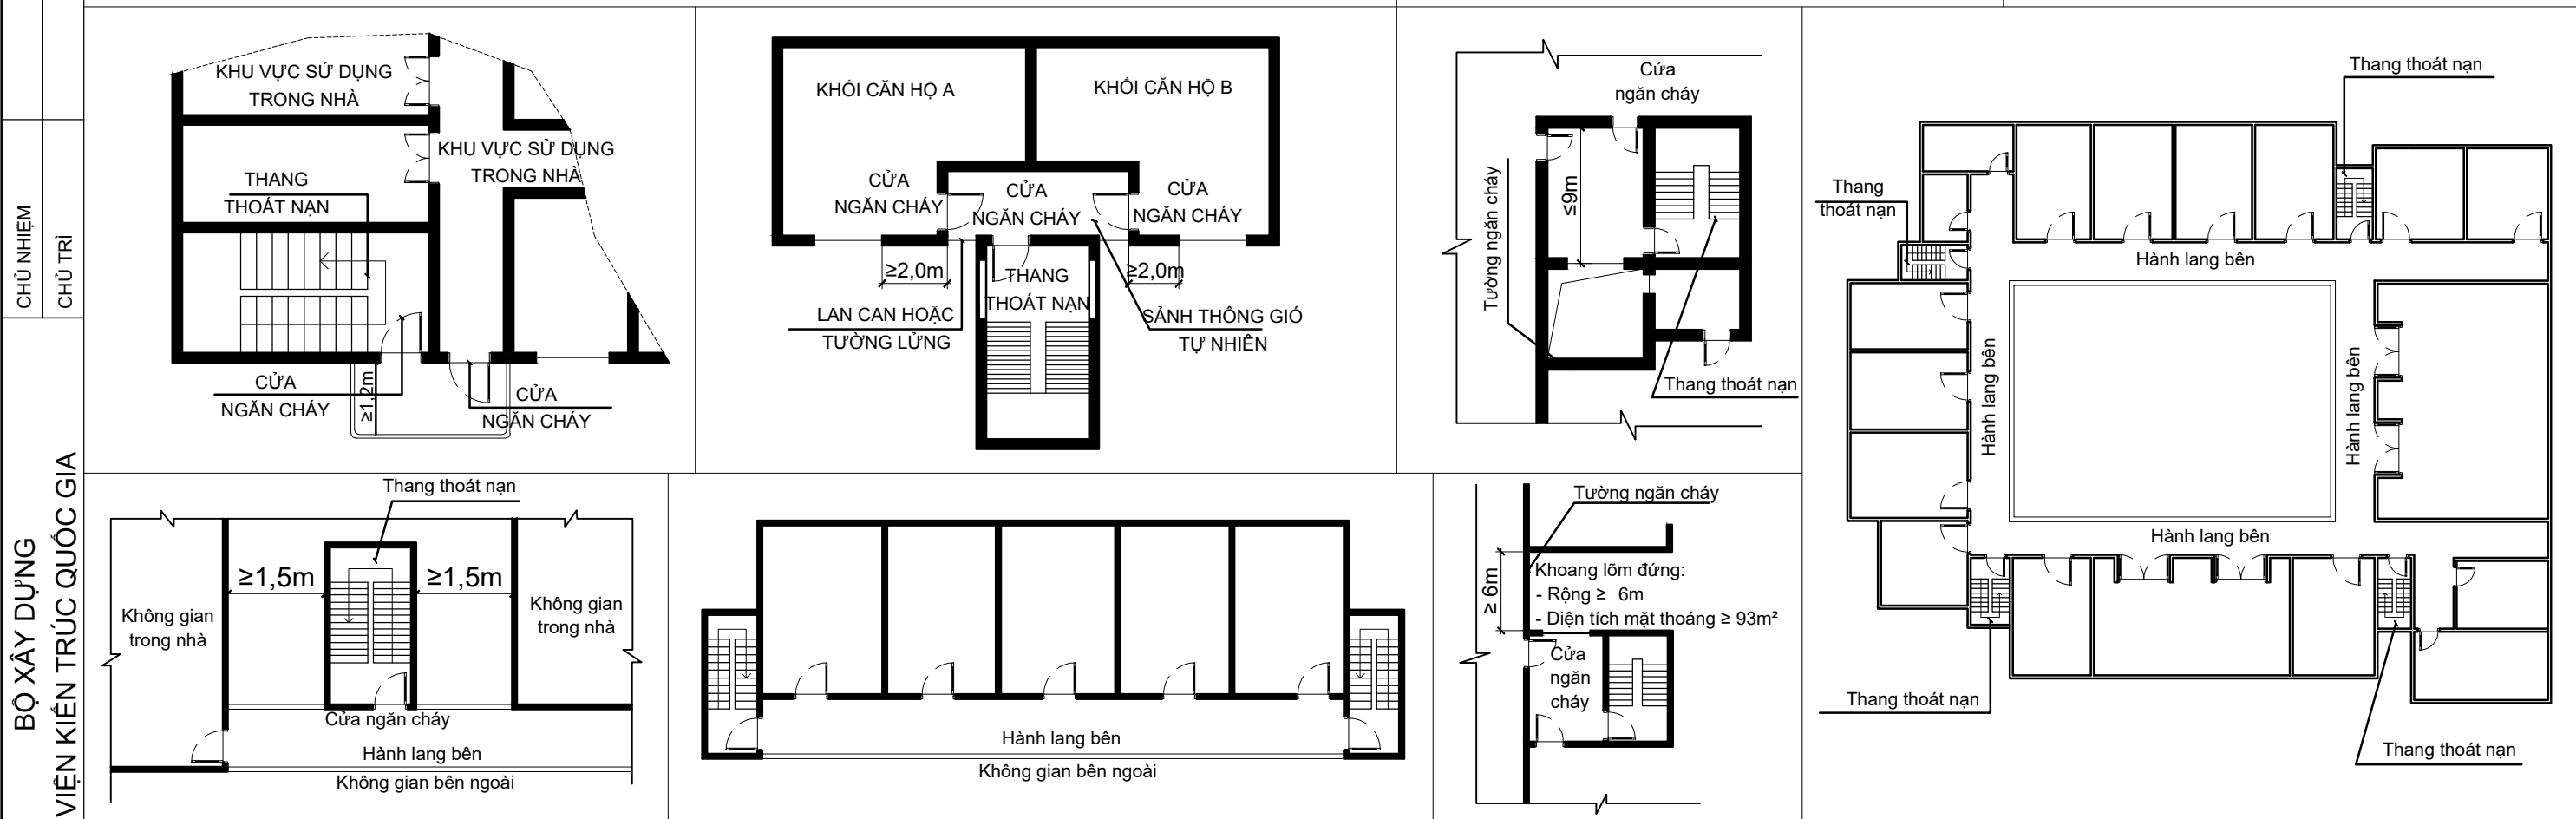 CHỦ NHIỆM
CHỦ TRÌ
BỘ XÂY DỰNG
VIỆN KIẾN TRÚC QUỐC GIA
KHU VỰC SỬ DỤNG
TRONG NHÀ
KHU VỰC SỬ DỤNG
TRONG NHÀ
THANG
THOÁT NẠN
CỬA
NGĂN CHÁY
≥1,2m
CỬA
NGĂN CHÁY
KHỐI CĂN HỘ A
KHỐI CĂN HỘ B
CỬA
NGĂN CHÁY
CỬA
NGĂN CHÁY
CỬA
NGĂN CHÁY
≥2,0m
THANG
THOÁT NẠN
≥2,0m
LAN CAN HOẶC
TƯỜNG LỬNG
SẢNH THÔNG GIÓ
TỰ NHIÊN
Cửa
ngăn cháy
Tường ngăn cháy
≤9m
Thang thoát nạn
Thang thoát nạn
Thang
thoát nạn
Hành lang bên
Hành lang bên
Hành lang bên
Hành lang bên
Thang thoát nạn
Thang thoát nạn
Thang thoát nạn
≥1,5m
≥1,5m
Không gian
trong nhà
Không gian
trong nhà
Cửa ngăn cháy
Hành lang bên
Không gian bên ngoài
Hành lang bên
Không gian bên ngoài
Tường ngăn cháy
≥ 6m
Khoang lõm đứng:
- Rộng ≥ 6m
- Diện tích mặt thoáng ≥ 93m²
Cửa
ngăn
cháy